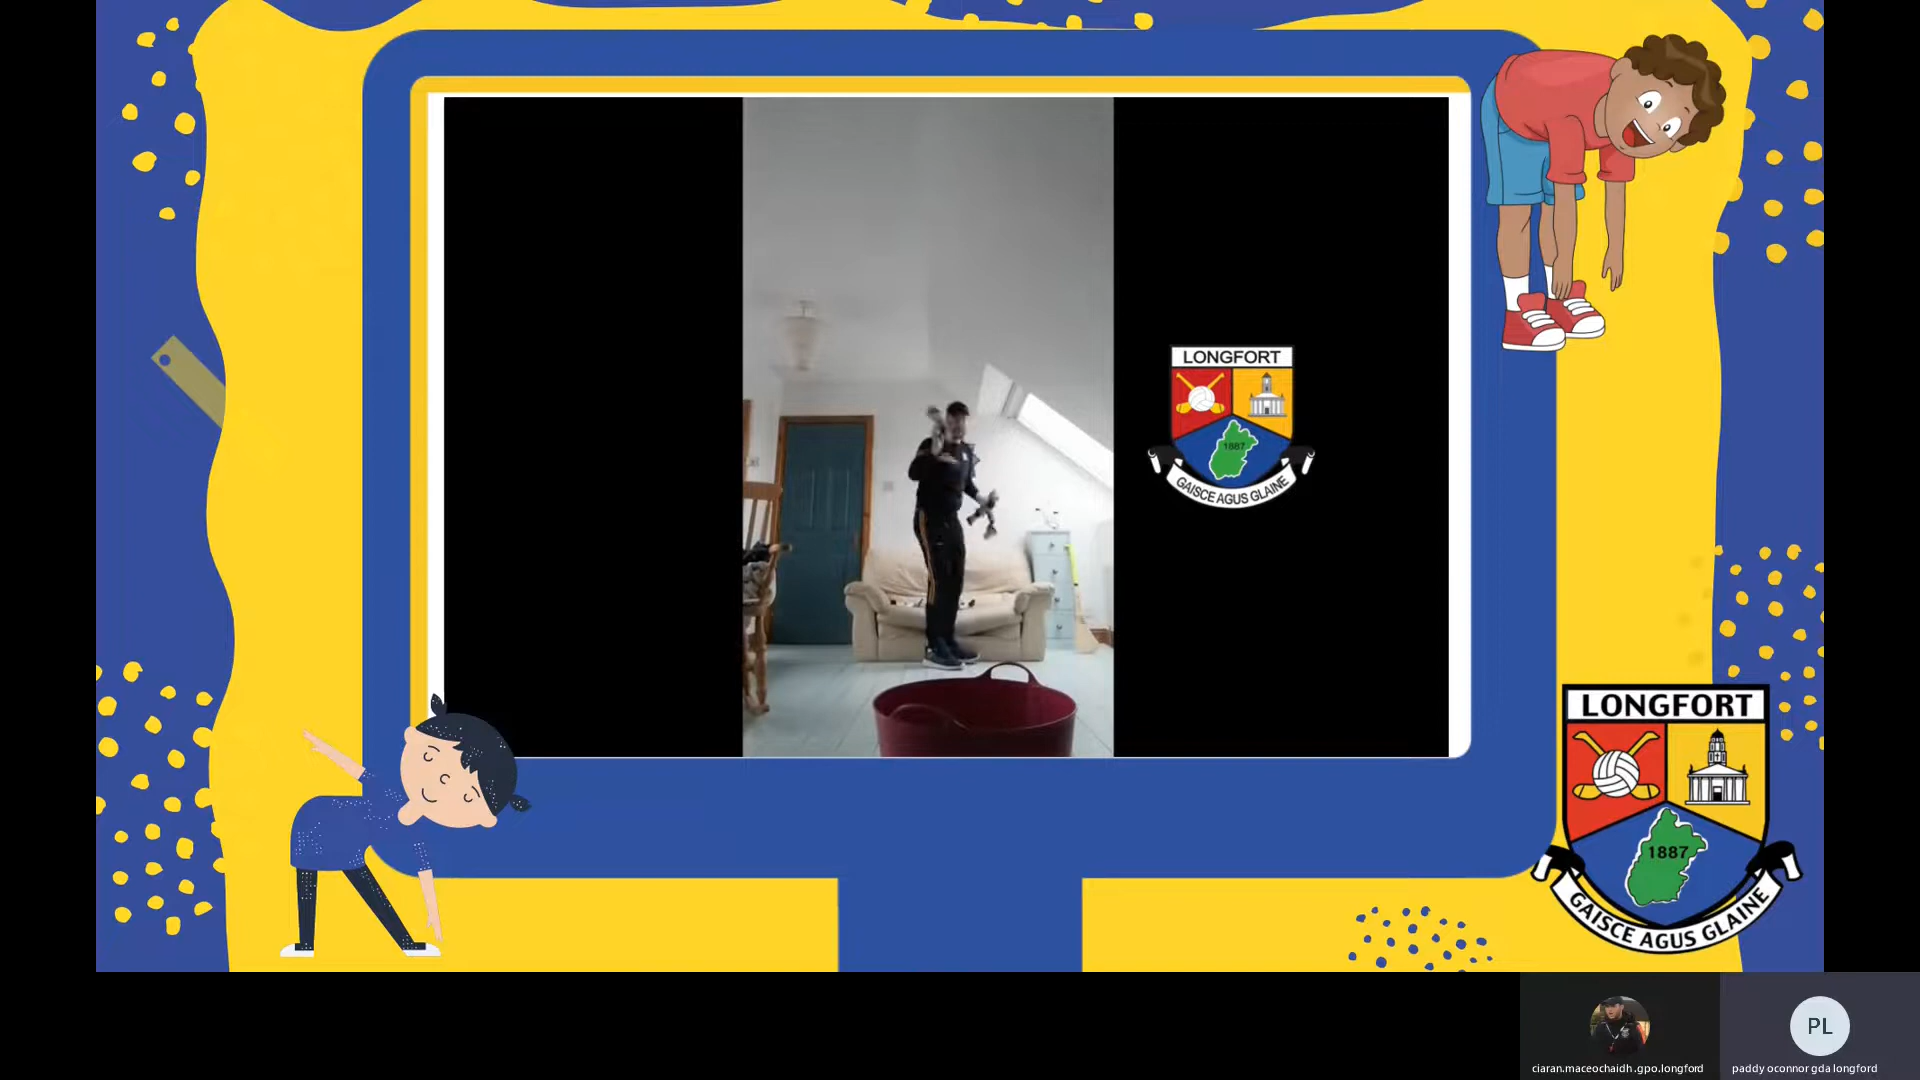 LONGFORT
1887
GAISCE AGUS GLAINE
LONGFORT
1887
GAISCE AGUS GLAINE
PL
ciaran.maceochaidh.gpo.longford
paddy oconnor gda longford